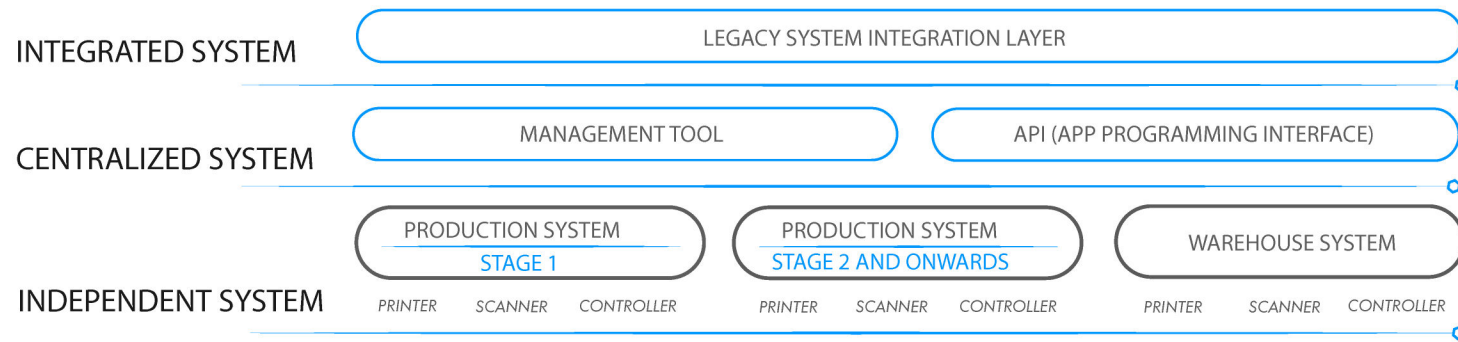 INTEGRATED SYSTEM
LEGACY SYSTEM INTEGRATION LAYER
CENTRALIZED SYSTEM
MANAGEMENT TOOL
API (APP PROGRAMMING INTERFACE)
INDEPENDENT SYSTEM
PRODUCTION SYSTEM
STAGE 1
PRINTER SCANNER CONTROLLER
PRODUCTION SYSTEM
STAGE 2 AND ONWARDS
PRINTER SCANNER CONTROLLER
WAREHOUSE SYSTEM
PRINTER SCANNER CONTROLLER